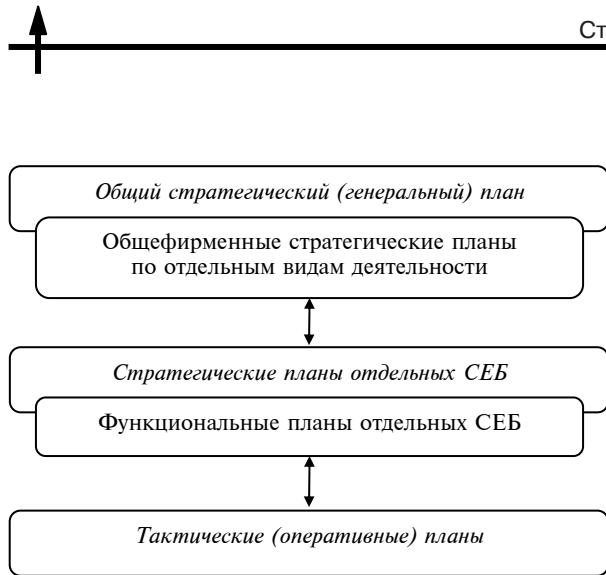 Ст
Общий стратегический (генеральный) план
Общефирменные стратегические планы
по отдельным видам деятельности
Стратегические планы отдельных СЕБ
Функциональные планы отдельных СЕБ
Тактические (оперативные) планы